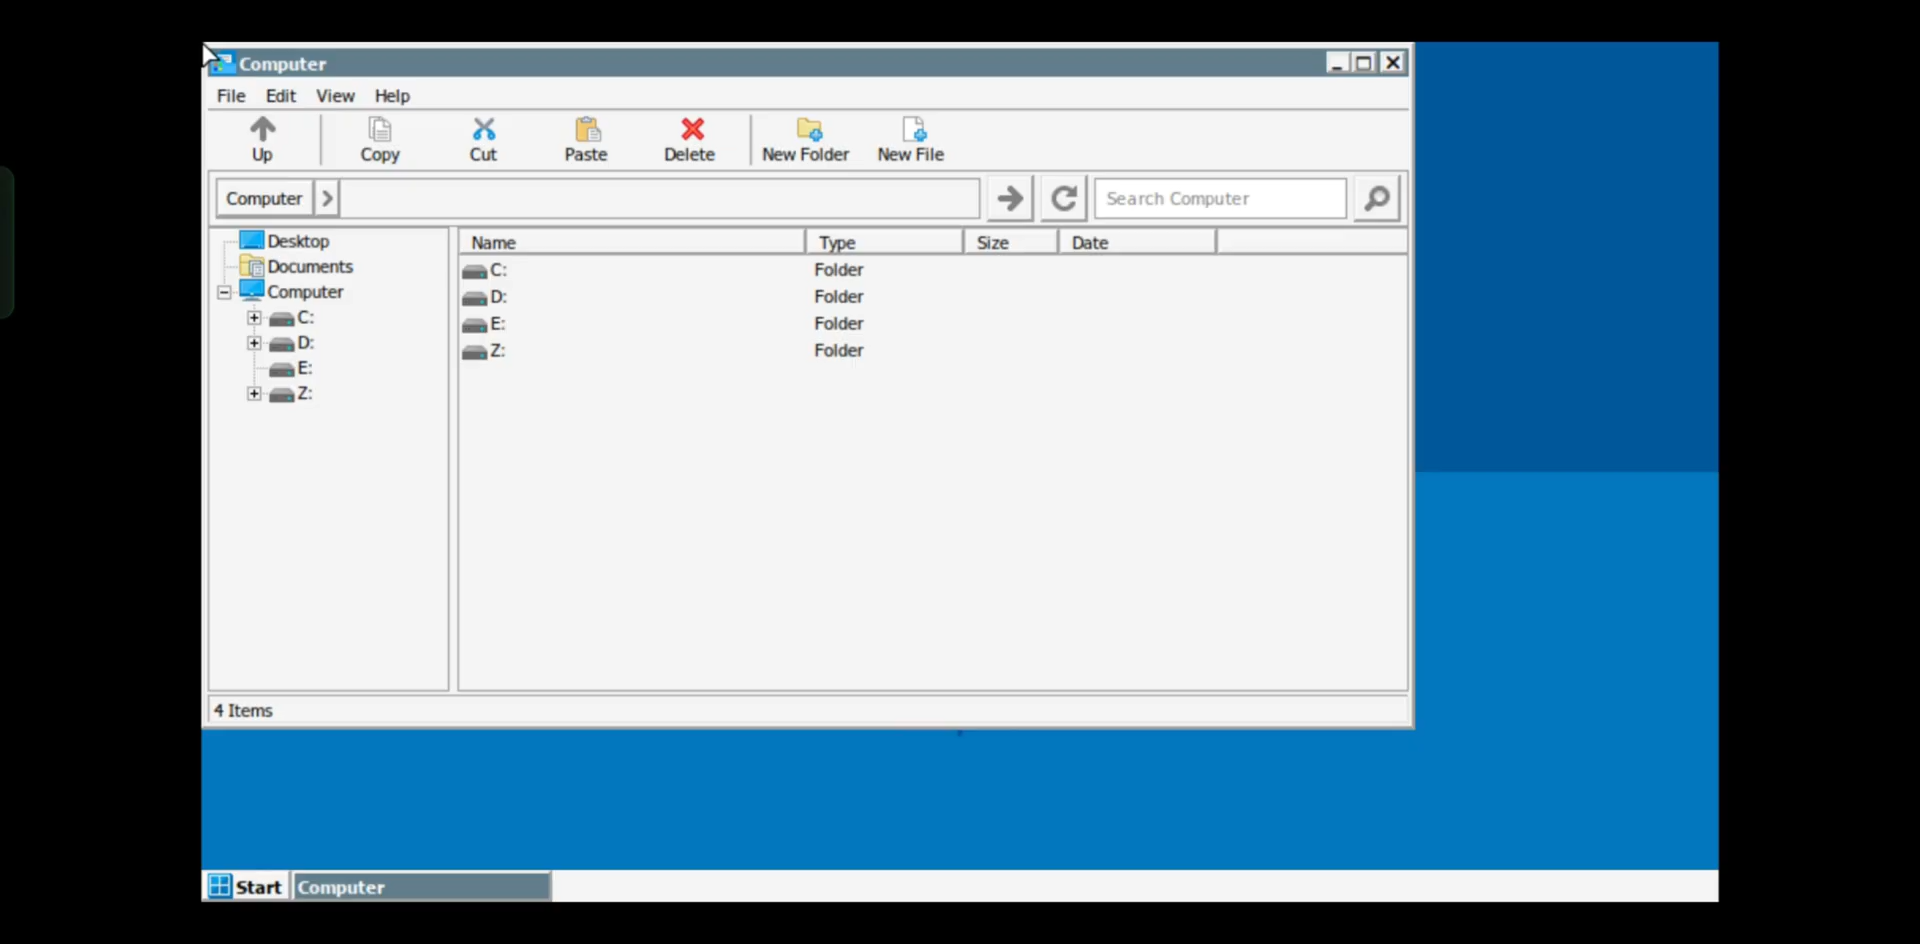 Computer
File Edit View Help
Up Copy Cut Paste Delete New Folder New File
Computer Search Computer
Desktop
Documents
Computer
C:
D:
E:
Z:
Name Type Size Date
C: Folder
D: Folder
E: Folder
Z: Folder
4 Items
Start Computer